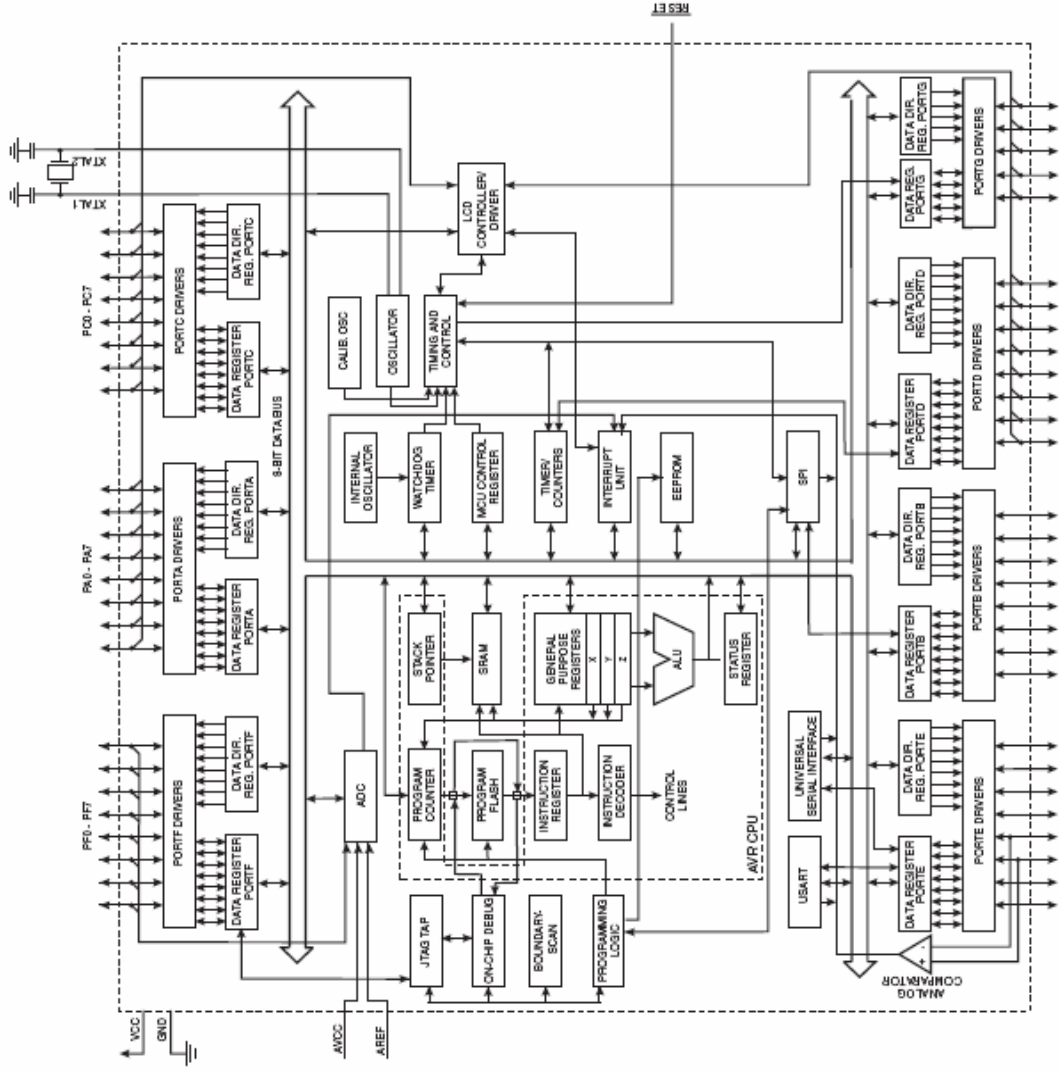 PF0 - PF7
PA0 - PA7
PC0 - PC7
XTAL1
XTAL2
RESET
VCC
GND
PORTF DRIVERS
PORTA DRIVERS
PORTC DRIVERS
DATA REGISTER
PORTF
DATA DIR.
REG. PORTF
DATA REGISTER
PORTA
DATA DIR.
REG. PORTA
DATA REGISTER
PORTC
DATA DIR.
REG. PORTC
8-BIT DATA BUS
AVCC
AREF
ADC
CALIB. OSC
INTERNAL
OSCILLATOR
OSCILLATOR
JTAG TAP
PROGRAM
COUNTER
STACK
POINTER
WATCHDOG
TIMER
TIMING AND
CONTROL
LCD
CONTROLLER/
DRIVER
ON-CHIP DEBUG
PROGRAM
FLASH
SRAM
MCU CONTROL
REGISTER
BOUNDARY-
SCAN
INSTRUCTION
REGISTER
GENERAL
PURPOSE
REGISTERS
X
Y
Z
TIMER/
COUNTERS
PROGRAMMING
LOGIC
INSTRUCTION
DECODER
INTERRUPT
UNIT
CONTROL
LINES
ALU
EEPROM
AVR CPU
STATUS
REGISTER
USART
UNIVERSAL
SERIAL INTERFACE
SPI
ANALOG
COMPARATOR
+
-
DATA REGISTER
PORTE
DATA DIR.
REG. PORTE
DATA REGISTER
PORTB
DATA DIR.
REG. PORTB
DATA REGISTER
PORTD
DATA DIR.
REG. PORTD
DATA REG.
PORTG
DATA DIR.
REG. PORTG
PORTE DRIVERS
PORTB DRIVERS
PORTD DRIVERS
PORTG DRIVERS